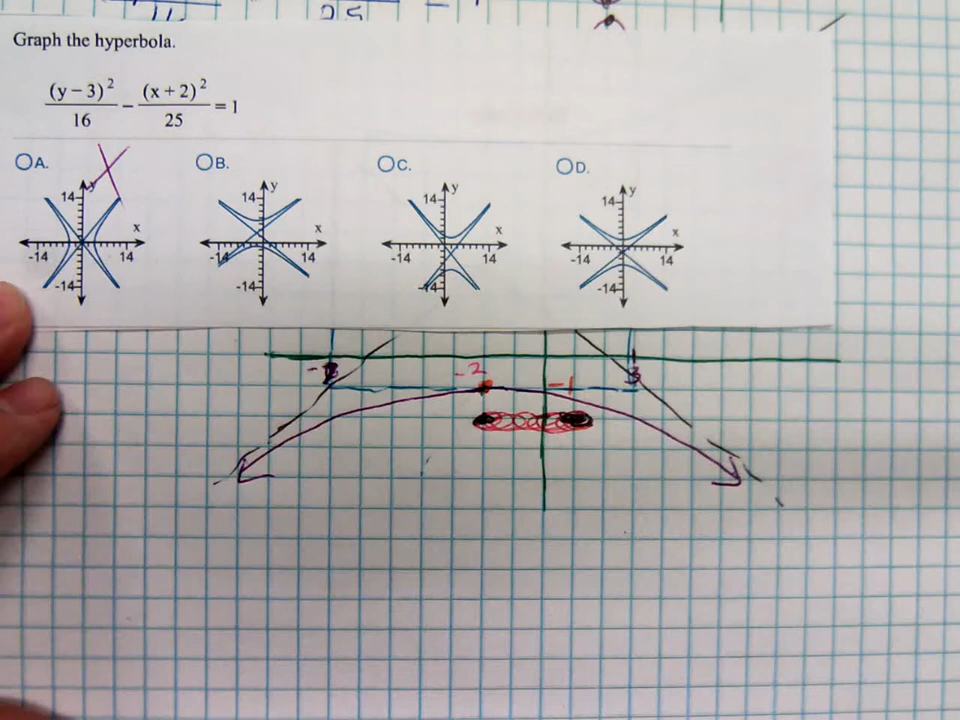 Graph the hyperbola.
(y − 3)² / 16 − (x + 2)² / 25 = 1
A. B. C. D.
14 y x -14 14 -14
14 y x -14 14 -14
14 y x -14 14 -14
14 y x -14 14 -14
-2 -1 3